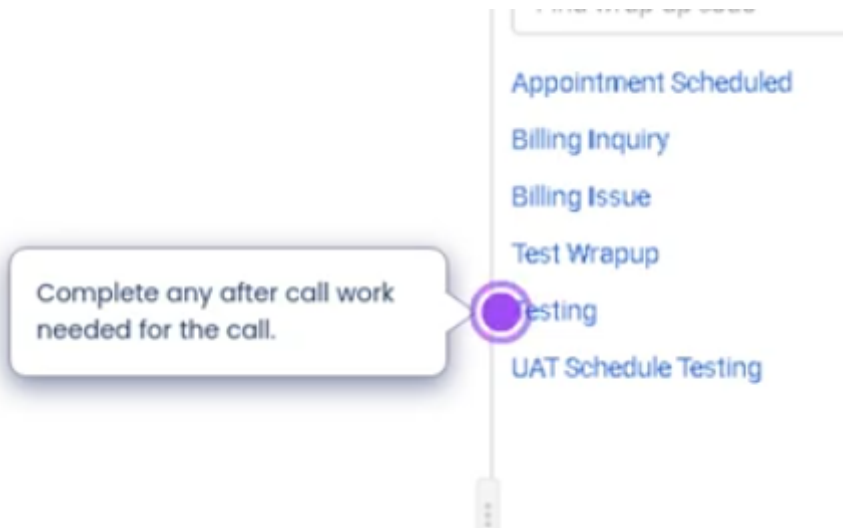 Appointment Scheduled
Billing Inquiry
Billing Issue
Test Wrapup
Complete any after call work
needed for the call.
Testing
UAT Schedule Testing